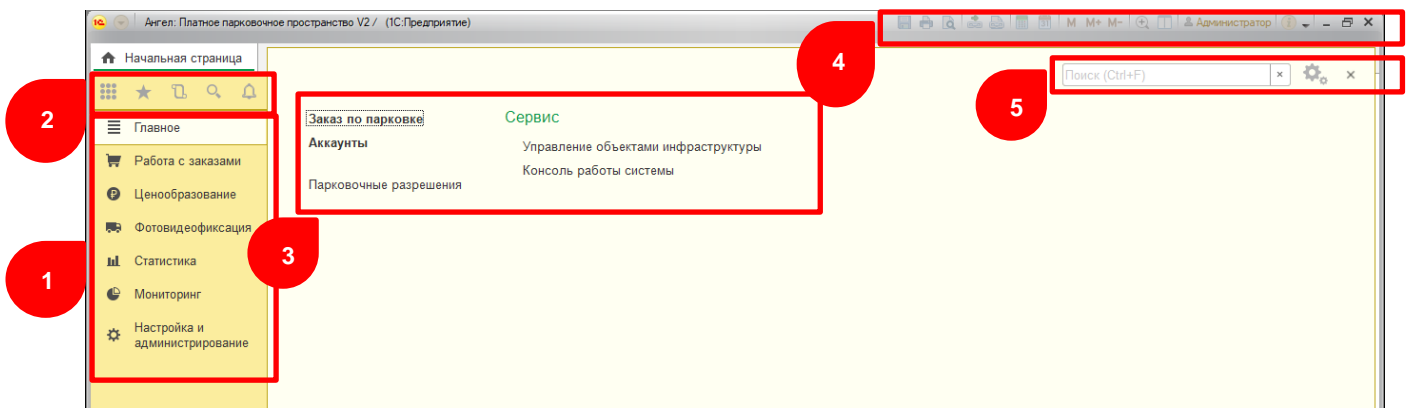 1С Ангел: Платное парковочное пространство V2 / (1С:Предприятие)
31 M M+ M- Администратор i
4
Начальная страница
Поиск (Ctrl+F) × ×
5
2
Главное
Заказ по парковке Сервис
Аккаунты
Управление объектами инфраструктуры
Работа с заказами
Консоль работы системы
Парковочные разрешения
Ценообразование
Фотовидеофиксация
3
Статистика
1
Мониторинг
Настройка и
администрирование